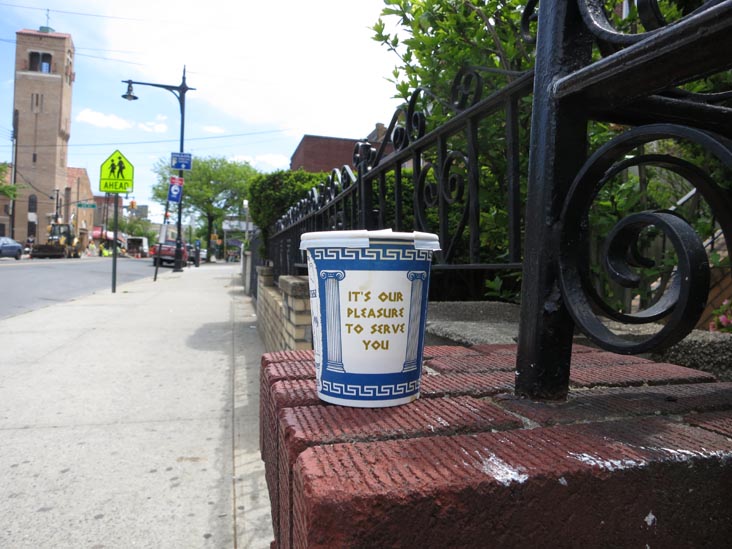 AHEAD
IT'S OUR
PLEASURE
TO SERVE
YOU